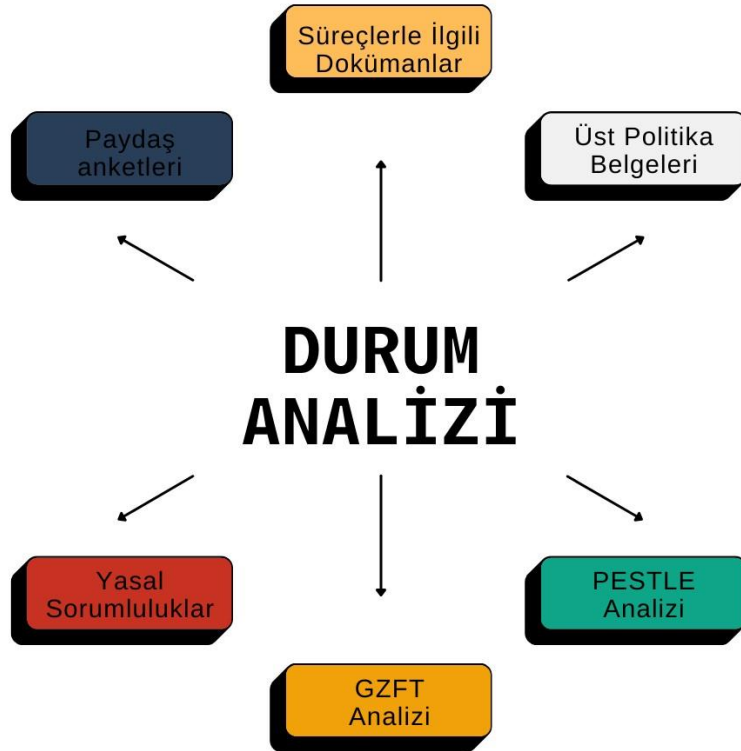 Süreçlerle İlgili
Dokümanlar
Paydaş
anketleri
Üst Politika
Belgeleri
DURUM
ANALİZİ
Yasal
Sorumluluklar
PESTLE
Analizi
GZFT
Analizi